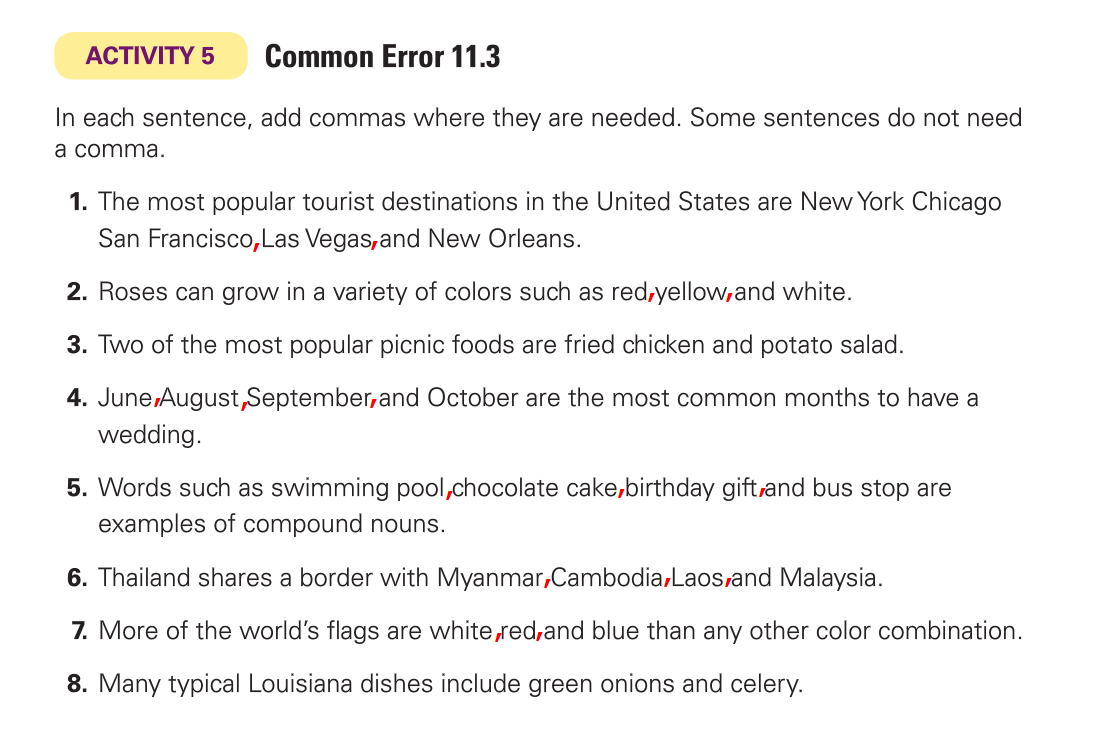 ACTIVITY 5 Common Error 11.3
In each sentence, add commas where they are needed. Some sentences do not need
a comma.
1. The most popular tourist destinations in the United States are New York Chicago
San Francisco,Las Vegas,and New Orleans.
2. Roses can grow in a variety of colors such as red,yellow,and white.
3. Two of the most popular picnic foods are fried chicken and potato salad.
4. June,August,September,and October are the most common months to have a
wedding.
5. Words such as swimming pool,chocolate cake,birthday gift,and bus stop are
examples of compound nouns.
6. Thailand shares a border with Myanmar,Cambodia,Laos,and Malaysia.
7. More of the world's flags are white,red,and blue than any other color combination.
8. Many typical Louisiana dishes include green onions and celery.